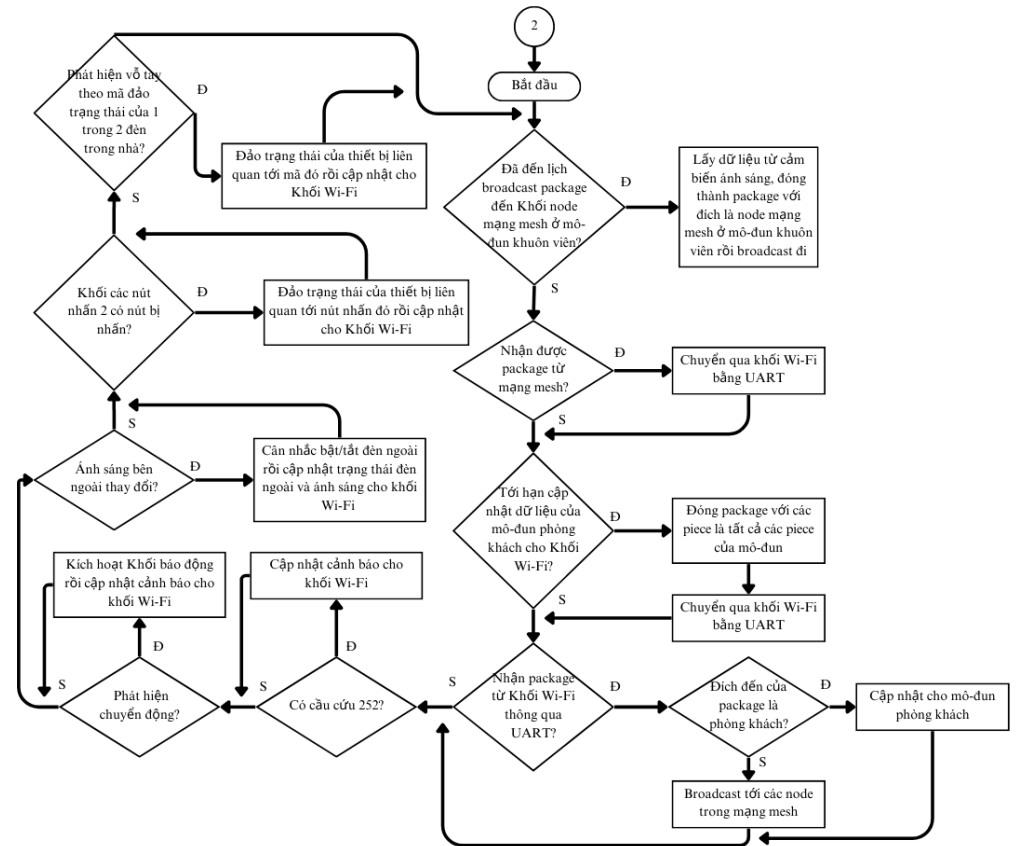 2
Bắt đầu
Đã đến lịch
broadcast package
đến Khối node
mạng mesh ở mô-
đun khuôn viên?
Đ
Lấy dữ liệu từ cảm
biến ánh sáng, đóng
thành package với
đích là node mạng
mesh ở mô-đun khuôn
viên rồi broadcast đi
S
Nhận được
package từ
mạng mesh?
Đ
Chuyển qua khối Wi-Fi
bằng UART
S
Tới hạn cập
nhật dữ liệu của
mô-đun phòng
khách cho Khối
Wi-Fi?
Đ
Đóng package với các
piece là tất cả các piece
của mô-đun
Chuyển qua khối Wi-Fi
bằng UART
S
Nhận package
từ Khối Wi-Fi
thông qua
UART?
Đ
Đích đến của
package là
phòng khách?
Đ
Cập nhật cho mô-đun
phòng khách
S
Broadcast tới các node
trong mạng mesh
S
Có cầu cứu 252?
Đ
Cập nhật cảnh báo cho
khối Wi-Fi
S
Phát hiện
chuyển động?
Đ
Kích hoạt Khối báo động
rồi cập nhật cảnh báo cho
khối Wi-Fi
S
Ánh sáng bên
ngoài thay đổi?
Đ
Cân nhắc bật/tắt đèn ngoài
rồi cập nhật trạng thái đèn
ngoài và ánh sáng cho khối
Wi-Fi
S
Khối các nút
nhấn 2 có nút bị
nhấn?
Đ
Đảo trạng thái của thiết bị liên
quan tới nút nhấn đó rồi cập nhật
cho Khối Wi-Fi
S
Phát hiện vỗ tay
theo mã đảo
trạng thái của 1
trong 2 đèn
trong nhà?
Đ
Đảo trạng thái của thiết bị liên
quan tới mã đó rồi cập nhật cho
Khối Wi-Fi